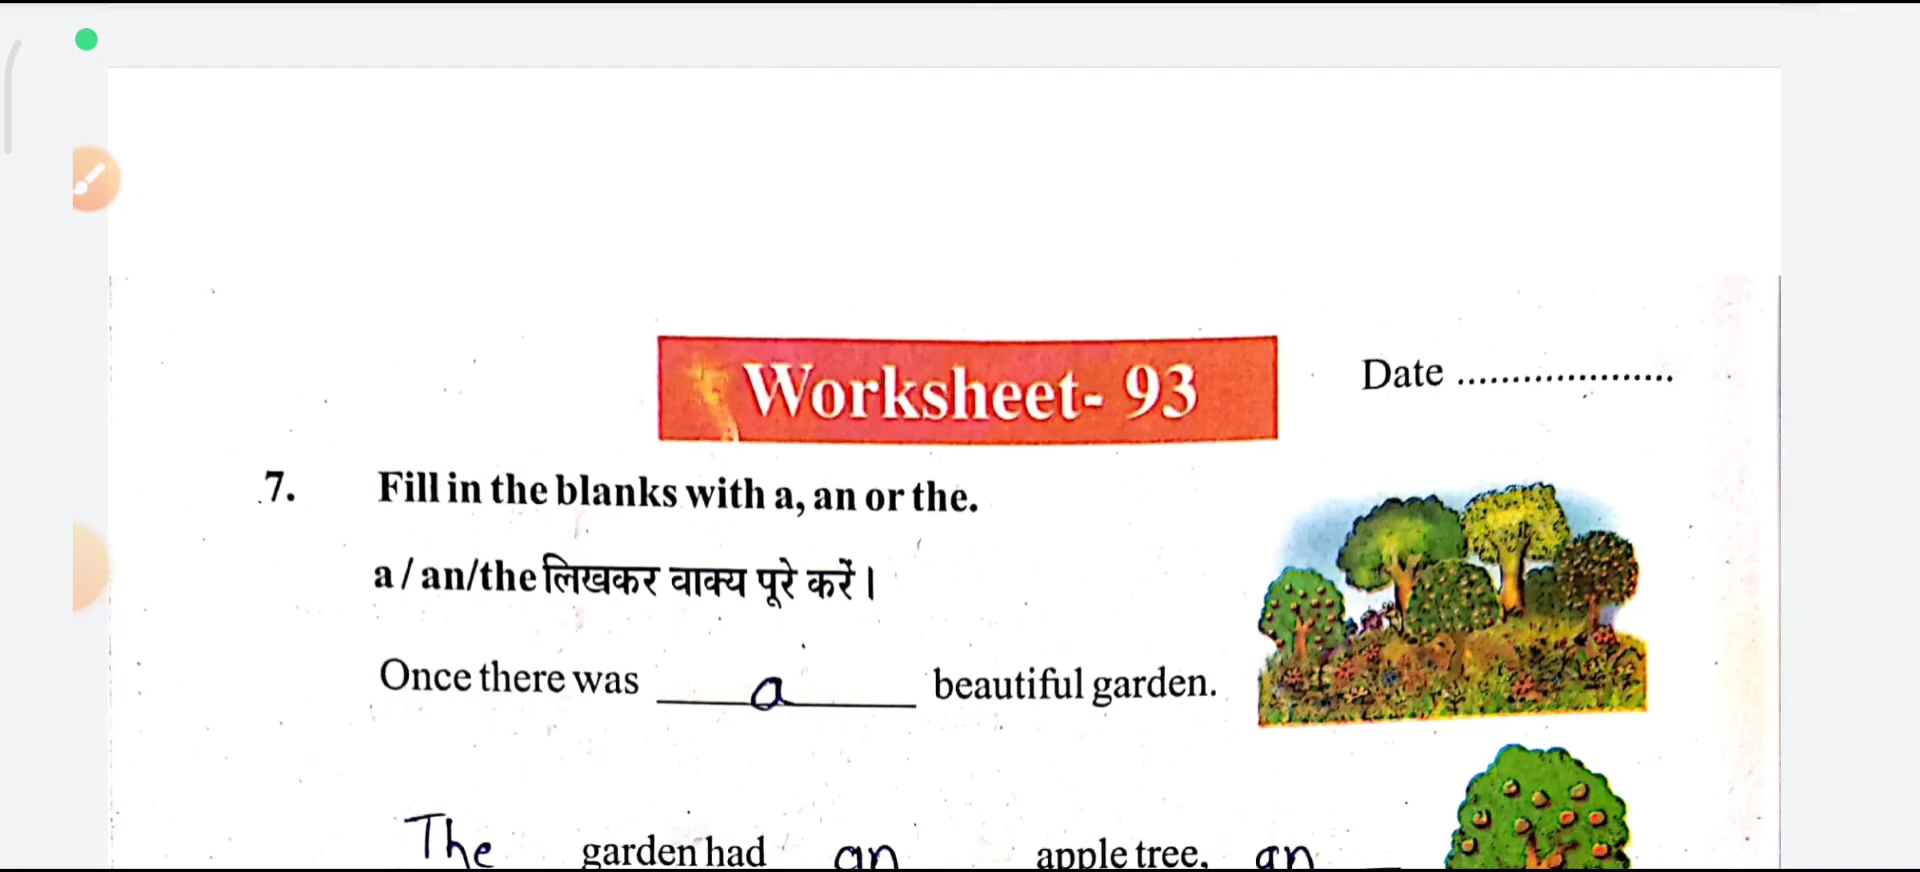 Worksheet- 93
Date ....................
7. Fill in the blanks with a, an or the.
a / an/the लिखकर वाक्य पूरे करें।
Once there was a beautiful garden.
The garden had an apple tree, an